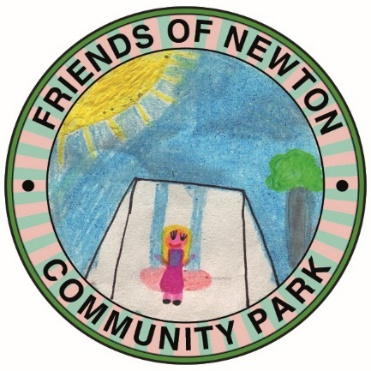 FRIENDS OF NEWTON
COMMUNITY PARK